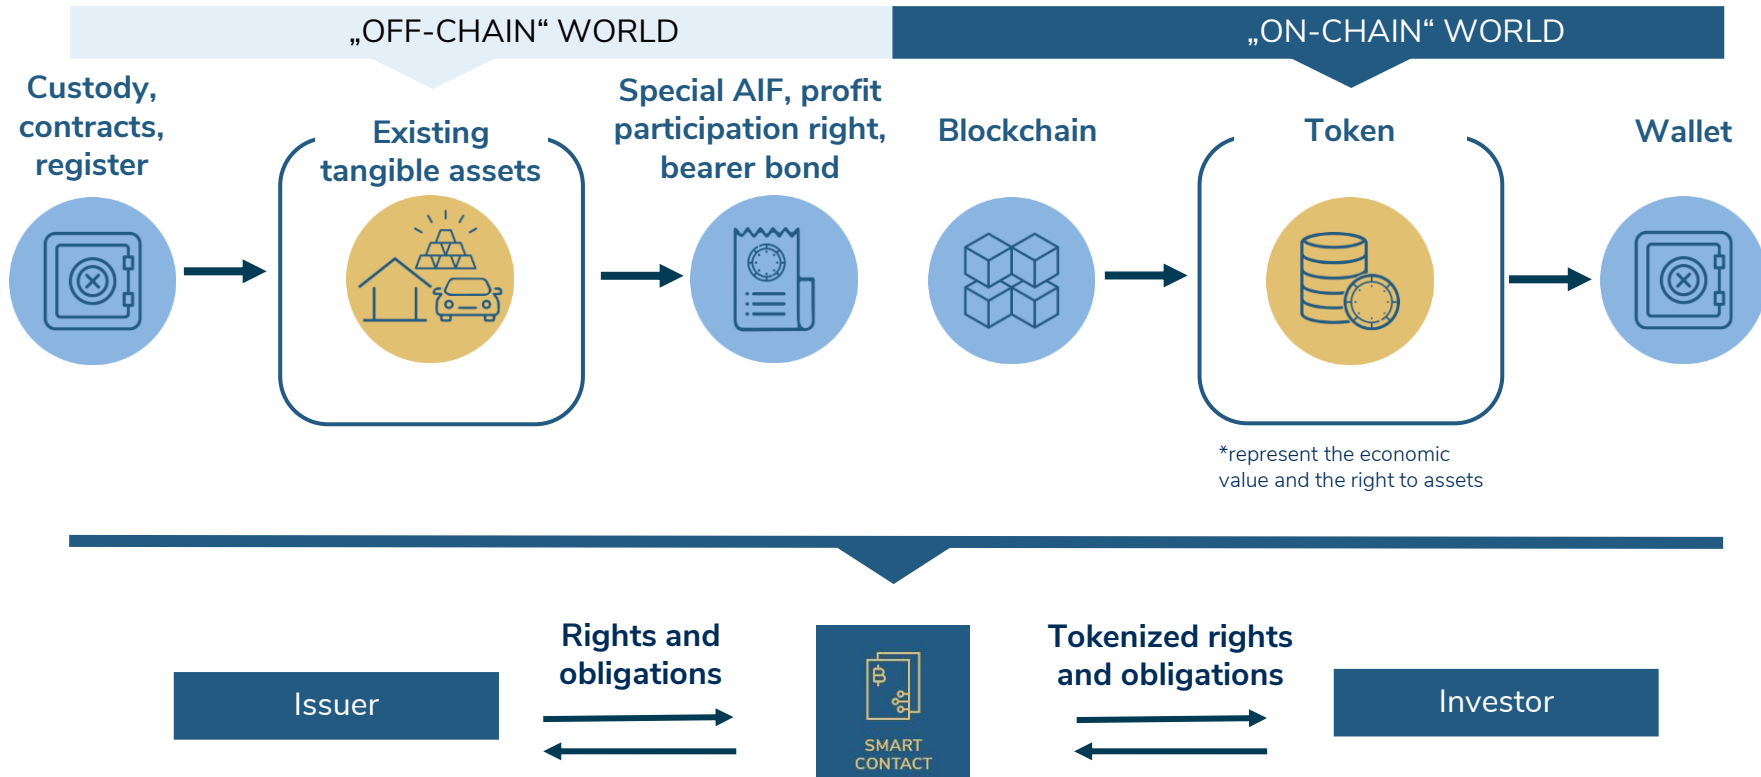 „OFF-CHAIN“ WORLD
„ON-CHAIN“ WORLD
Custody,
contracts,
register
Existing
tangible assets
Special AIF, profit
participation right,
bearer bond
Blockchain
Token
Wallet
*represent the economic
value and the right to assets
Issuer
Rights and
obligations
SMART
CONTACT
Tokenized rights
and obligations
Investor